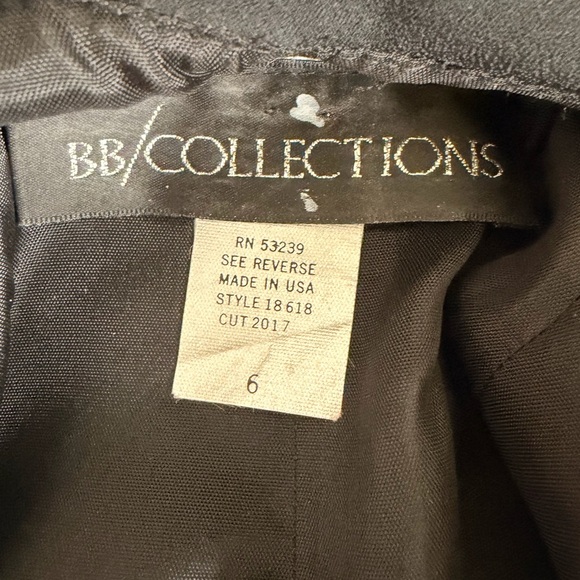 BB/COLLECTIONS
RN 53239
SEE REVERSE
MADE IN USA
STYLE 18618
CUT 2017
6